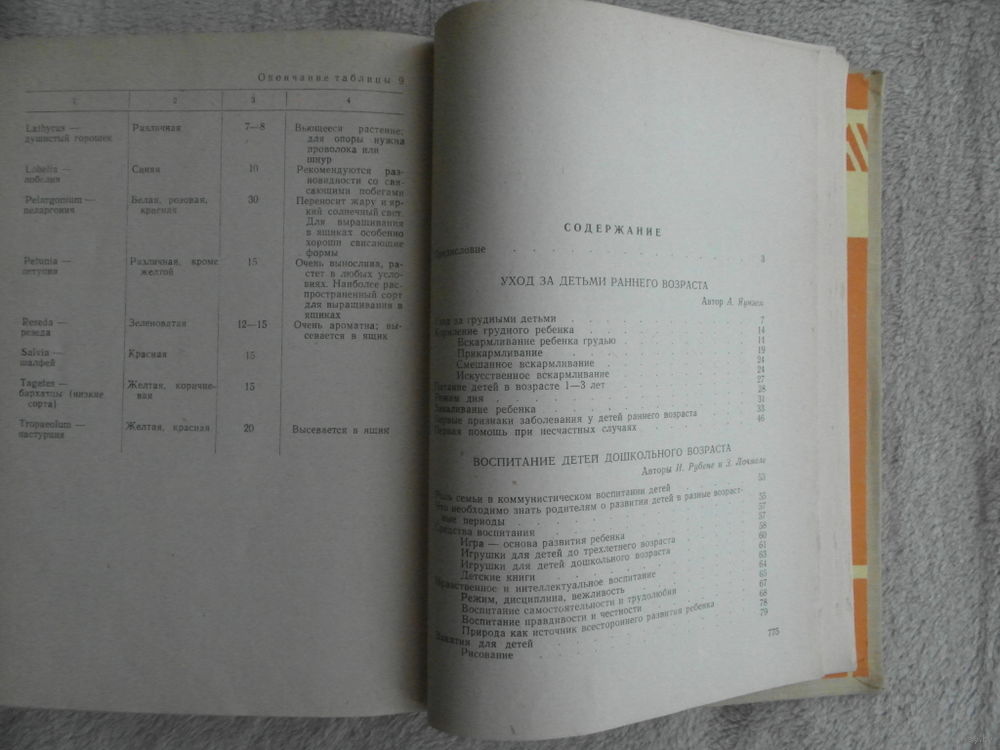 Окончание таблицы 9
1 2 3 4
Lathyrus — Различная 7—8 Вьющееся растение;
душистый горошек для опоры нужна
проволока или
шнур
Lobelia — Синяя 10 Рекомендуются раз-
лобелия новидности со сви-
сающими побегами
Pelargonium — Белая, розовая, 30 Переносит жару и яр-
пеларгония красная кий солнечный свет.
Для выращивания
в ящиках особенно
хороши свисающие
формы
Petunia — Различная, кроме 15 Очень вынослива, ра-
петуния желтой стет в любых усло-
виях. Наиболее рас-
пространенный сорт
для выращивания в
ящиках
Reseda — Зеленоватая 12—15 Очень ароматна; вы-
резеда севается в ящик
Salvia — Красная 15
шалфей
Tagetes — Желтая, коричне- 15
бархатцы (низкие вая
сорта)
Tropaeolum — Желтая, красная 20 Высевается в ящик
настурция
СОДЕРЖАНИЕ
Предисловие 3
УХОД ЗА ДЕТЬМИ РАННЕГО ВОЗРАСТА
Автор А.
Уход за грудными детьми 7
Кормление грудного ребенка 14
Вскармливание ребенка грудью 14
Прикармливание 19
Смешанное вскармливание 24
Искусственное вскармливание 24
Питание детей в возрасте 1—3 лет 27
Режим дня 28
Закаливание ребенка 31
Первые признаки заболевания у детей раннего возраста 33
Первая помощь при несчастных случаях 46
ВОСПИТАНИЕ ДЕТЕЙ ДОШКОЛЬНОГО ВОЗРАСТА
Авторы И. Рубене и З.
Роль семьи в коммунистическом воспитании детей 53
Что необходимо знать родителям о развитии детей в разные возраст-
ные периоды 55
Средства воспитания 57
Игра — основа развития ребенка 57
Игрушки для детей до трехлетнего возраста 58
Игрушки для детей дошкольного возраста 60
Детские книги 61
Нравственное и интеллектуальное воспитание 63
Режим, дисциплина, вежливость 64
Воспитание самостоятельности и трудолюбия 65
Воспитание правдивости и честности 67
Природа как источник всестороннего развития ребенка 68
Занятия для детей 78
Рисование 79
775